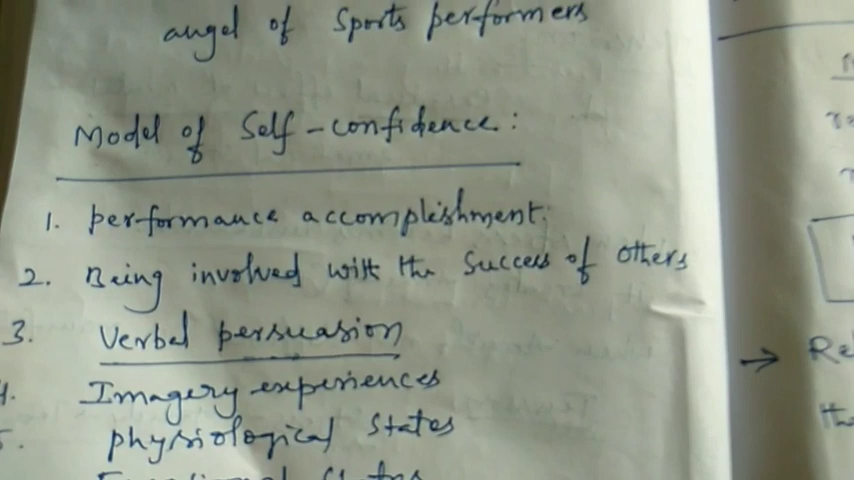 angel of Sports performers
Model of Self-confidence:
1. performance accomplishment.
2. Being involved with the Success of others
3. Verbal persuasion
4. Imagery experiences
5. physiological States
→ Re